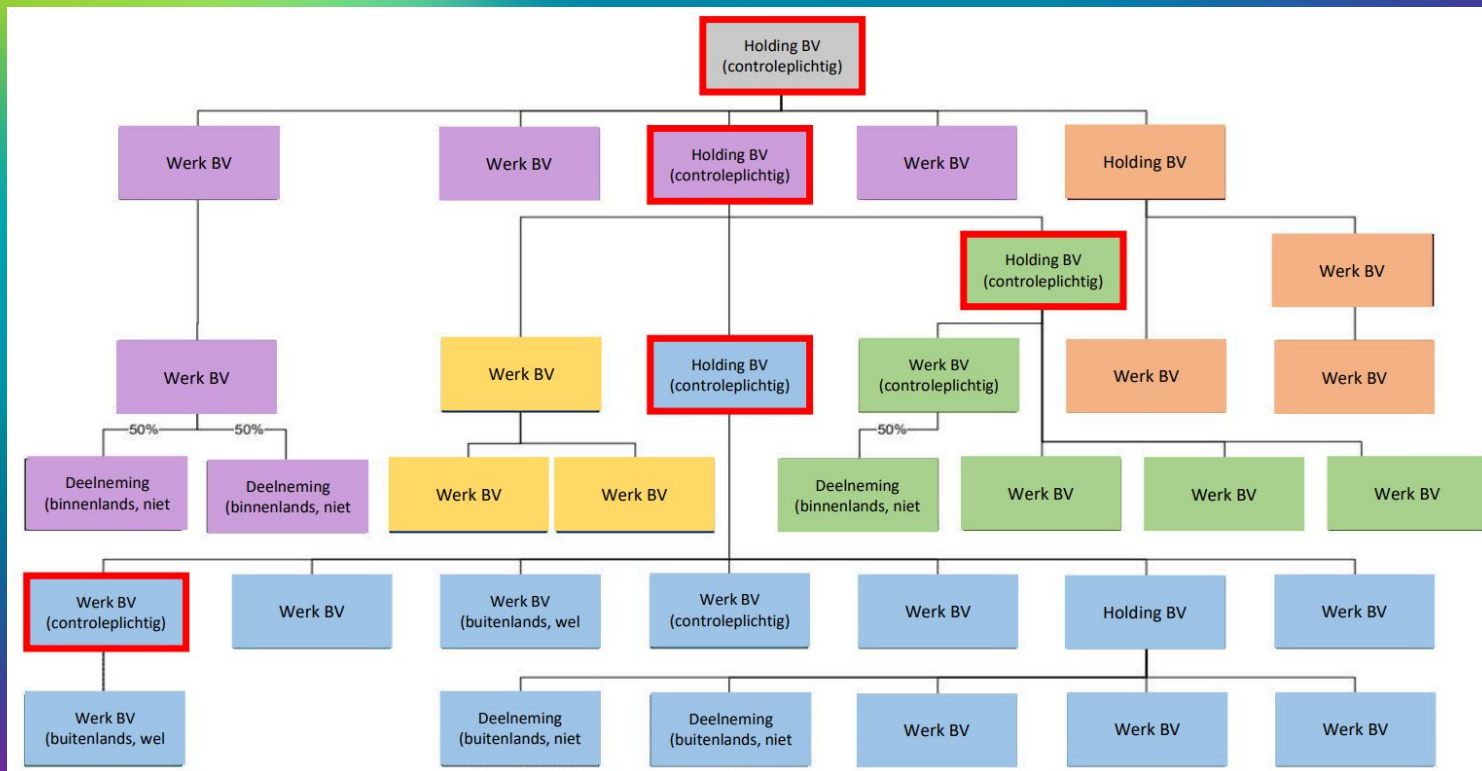 Holding BV
(controleplichtig)
Werk BV
Werk BV
Holding BV
(controleplichtig)
Werk BV
Holding BV
Holding BV
(controleplichtig)
Werk BV
Werk BV
Werk BV
Holding BV
(controleplichtig)
Werk BV
(controleplichtig)
Werk BV
Werk BV
50%
50%
50%
Deelneming
(binnenlands, niet
Deelneming
(binnenlands, niet
Werk BV
Werk BV
Deelneming
(binnenlands, niet
Werk BV
Werk BV
Werk BV
Werk BV
(controleplichtig)
Werk BV
Werk BV
(buitenlands, wel
Werk BV
(controleplichtig)
Werk BV
Holding BV
Werk BV
Werk BV
(buitenlands, wel
Deelneming
(buitenlands, niet
Deelneming
(buitenlands, niet
Werk BV
Werk BV
Werk BV